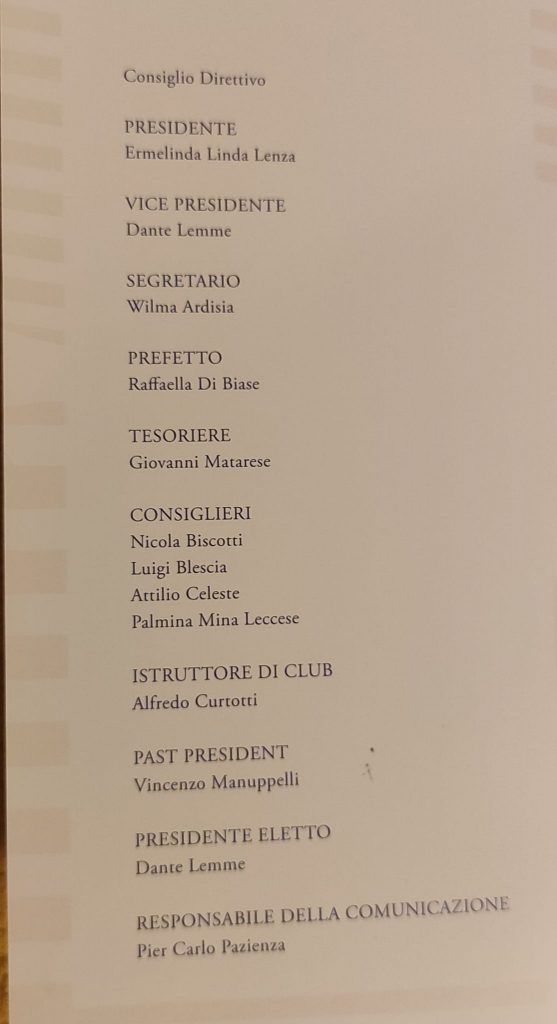 Consiglio Direttivo
PRESIDENTE
Ermelinda Linda Lenza
VICE PRESIDENTE
Dante Lemme
SEGRETARIO
Wilma Ardisia
PREFETTO
Raffaella Di Biase
TESORIERE
Giovanni Matarese
CONSIGLIERI
Nicola Biscotti
Luigi Blescia
Attilio Celeste
Palmina Mina Leccese
ISTRUTTORE DI CLUB
Alfredo Curtotti
PAST PRESIDENT
Vincenzo Manuppelli
PRESIDENTE ELETTO
Dante Lemme
RESPONSABILE DELLA COMUNICAZIONE
Pier Carlo Pazienza